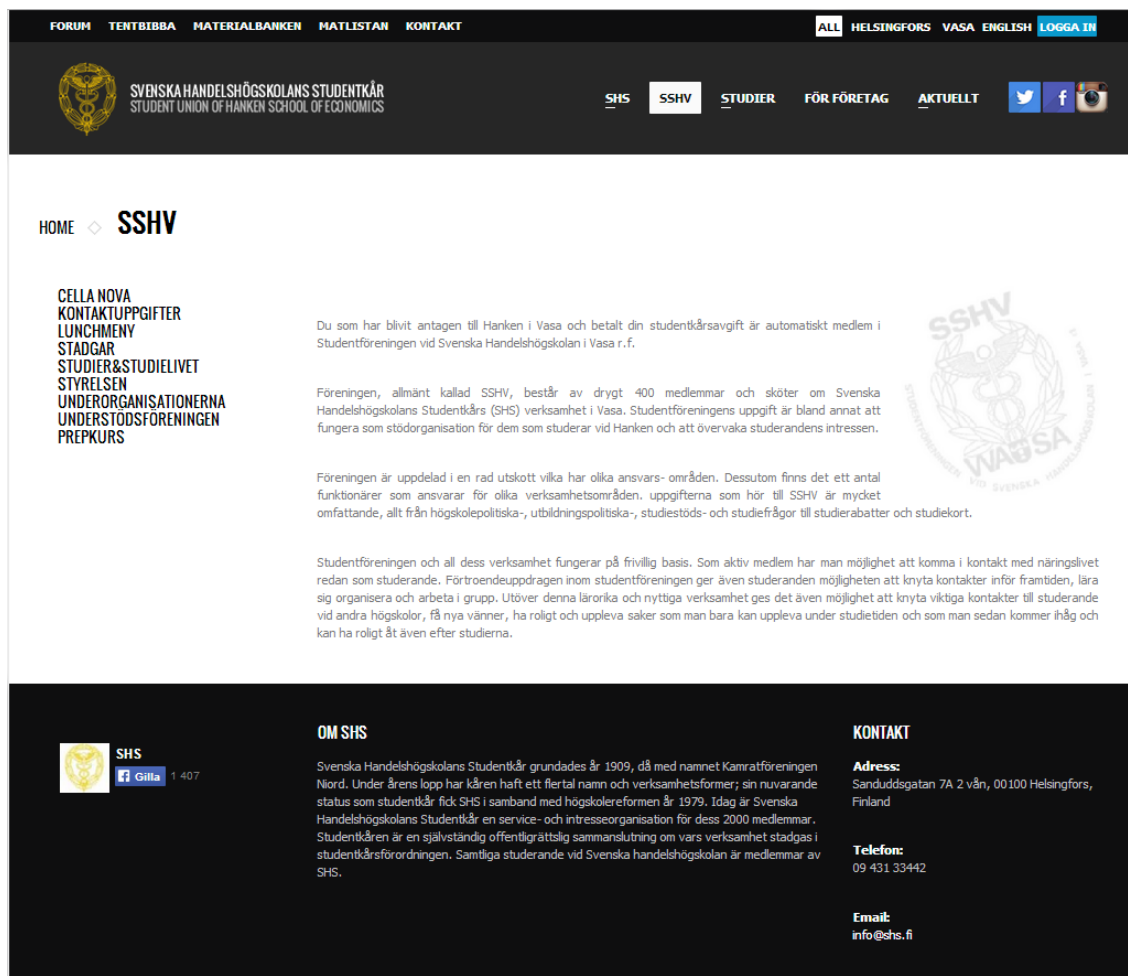 FORUM TENTBIBBA MATERIALBANKEN MATLISTAN KONTAKT
ALL HELSINGFORS VASA ENGLISH LOGGA IN
SVENSKA HANDELSHÖGSKOLANS STUDENTKÅR
STUDENT UNION OF HANKEN SCHOOL OF ECONOMICS
SHS SSHV STUDIER FÖR FÖRETAG AKTUELLT
HOME SSHV
CELLA NOVA
KONTAKTUPPGIFTER
LUNCHMENY
STADGAR
STUDIER&STUDIELIVET
STYRELSEN
UNDERORGANISATIONERNA
UNDERSTÖDSFÖRENINGEN
PREPKURS
Du som har blivit antagen till Hanken i Vasa och betalt din studentkårsavgift är automatiskt medlem i
Studentföreningen vid Svenska Handelshögskolan i Vasa r.f.
Föreningen, allmänt kallad SSHV, består av drygt 400 medlemmar och sköter om Svenska
Handelshögskolans Studentkårs (SHS) verksamhet i Vasa. Studentföreningens uppgift är bland annat att
fungera som stödorganisation för dem som studerar vid Hanken och att övervaka studerandens intressen.
Föreningen är uppdelad i en rad utskott vilka har olika ansvars- områden. Dessutom finns det ett antal
funktionärer som ansvarar för olika verksamhetsområden. uppgifterna som hör till SSHV är mycket
omfattande, allt från högskolepolitiska-, utbildningspolitiska-, studiestöds- och studiefrågor till studierabatter och studiekort.
Studentföreningen och all dess verksamhet fungerar på frivillig basis. Som aktiv medlem har man möjlighet att komma i kontakt med näringslivet
redan som studerande. Förtroendeuppdragen inom studentföreningen ger även studeranden möjligheten att knyta kontakter inför framtiden, lära
sig organisera och arbeta i grupp. Utöver denna lärorika och nyttiga verksamhet ges det även möjlighet att knyta viktiga kontakter till studerande
vid andra högskolor, få nya vänner, ha roligt och uppleva saker som man bara kan uppleva under studietiden och som man sedan kommer ihåg och
kan ha roligt åt även efter studierna.
SSHV
WAUSA
STUDENTFÖRENINGEN VID SVENSKA HANDELSHÖGSKOLAN I VASA
SHS
Gilla 1 407
OM SHS
Svenska Handelshögskolans Studentkår grundades år 1909, då med namnet Kamratföreningen
Nord. Under årens lopp har kåren haft ett flertal namn och verksamhetsformer; sin nuvarande
status som studentkår fick SHS i samband med högskolereformen år 1979. Idag är Svenska
Handelshögskolans Studentkår en service- och intresseorganisation för dess 2000 medlemmar.
Studentkåren är en självständig offentligrättslig sammanslutning om vars verksamhet stadgas i
studentkårsförordningen. Samtliga studerande vid Svenska handelshögskolan är medlemmar av
SHS.
KONTAKT
Adress:
Sanduddsgatan 7A 2 vån, 00100 Helsingfors,
Finland
Telefon:
09 431 33442
Email:
info@shs.fi